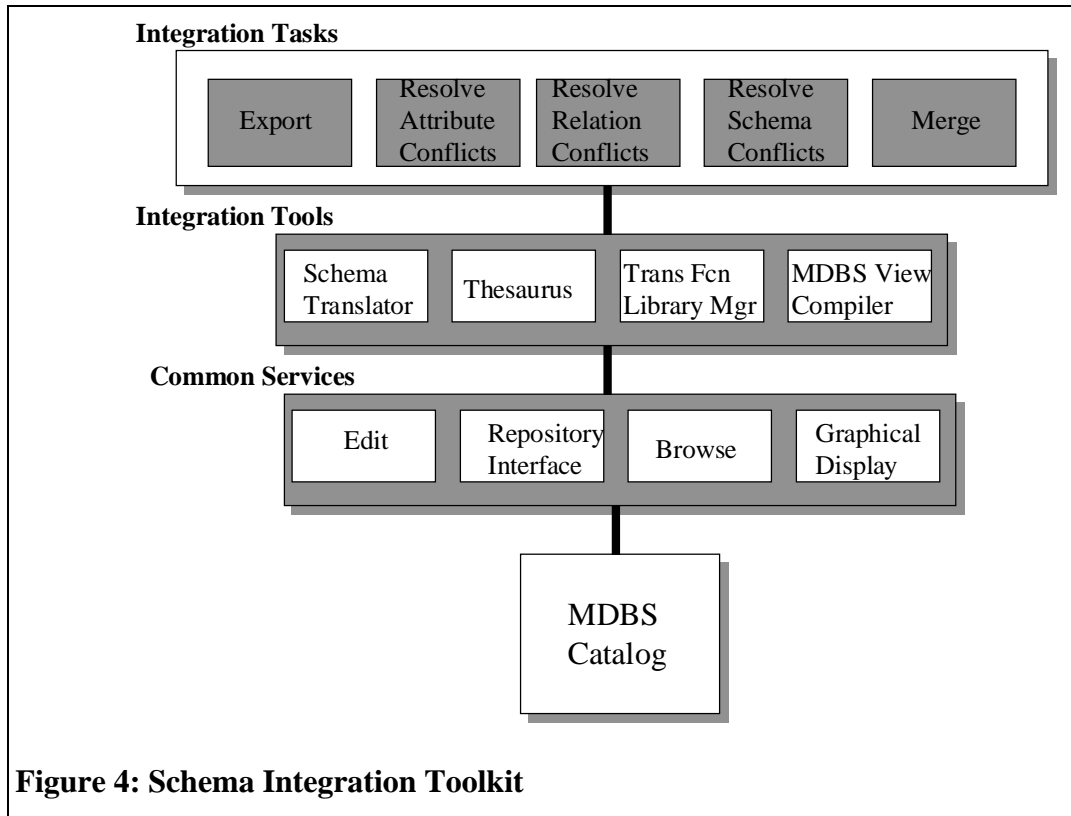 Integration Tasks
Export
Resolve
Attribute
Conflicts
Resolve
Relation
Conflicts
Resolve
Schema
Conflicts
Merge
Integration Tools
Schema
Translator
Thesaurus
Trans Fcn
Library Mgr
MDBS View
Compiler
Common Services
Edit
Repository
Interface
Browse
Graphical
Display
MDBS
Catalog
Figure 4: Schema Integration Toolkit